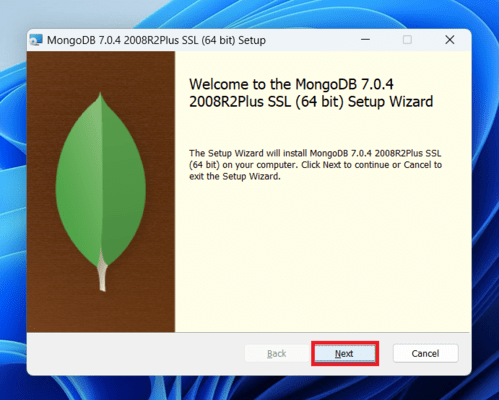 MongoDB 7.0.4 2008R2Plus SSL (64 bit) Setup
Welcome to the MongoDB 7.0.4
2008R2Plus SSL (64 bit) Setup Wizard
The Setup Wizard will install MongoDB 7.0.4 2008R2Plus SSL
(64 bit) on your computer. Click Next to continue or Cancel to
exit the Setup Wizard.
Back
Next
Cancel